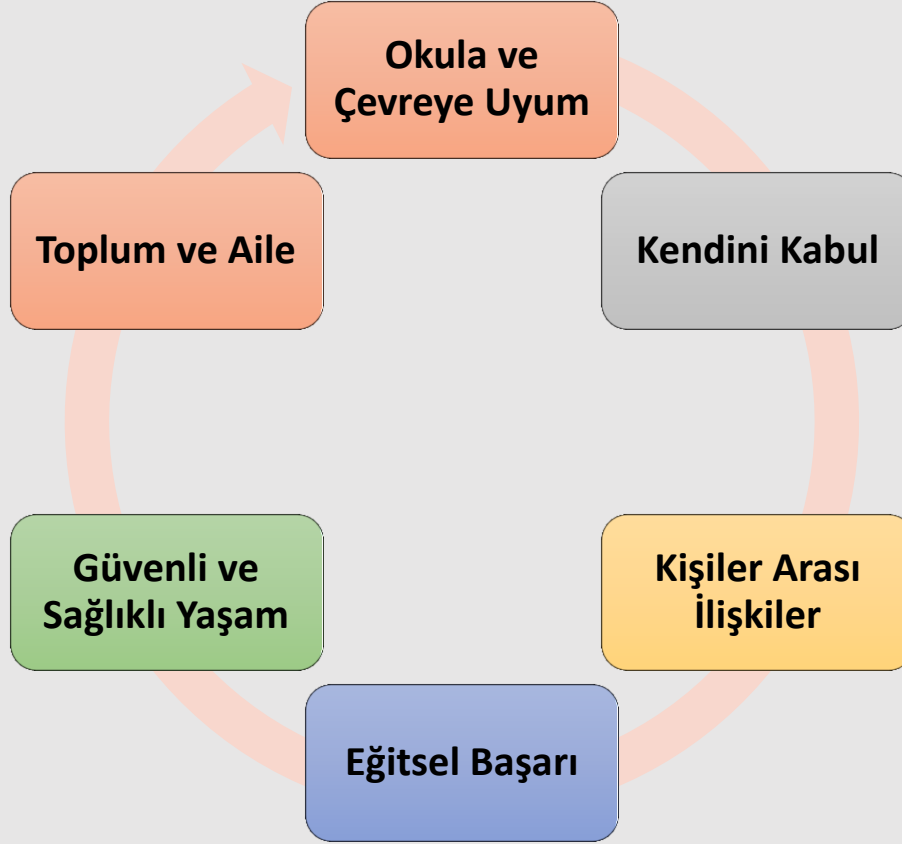 Okula ve
Çevreye Uyum
Kendini Kabul
Kişiler Arası
İlişkiler
Eğitsel Başarı
Güvenli ve
Sağlıklı Yaşam
Toplum ve Aile